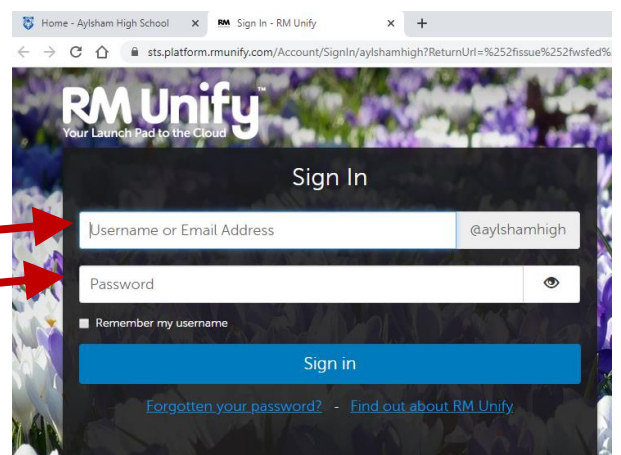 Home - Aylsham High School
RM Sign In - RM Unify
sts.platform.rmunify.com/Account/SignIn/aylshamhigh?ReturnUrl=%252fissue%252fwsfed%
RM Unify™
Your Launch Pad to the Cloud
Sign In
Username or Email Address @aylshamhigh
Password
Remember my username
Sign in
Forgotten your password? - Find out about RM Unify